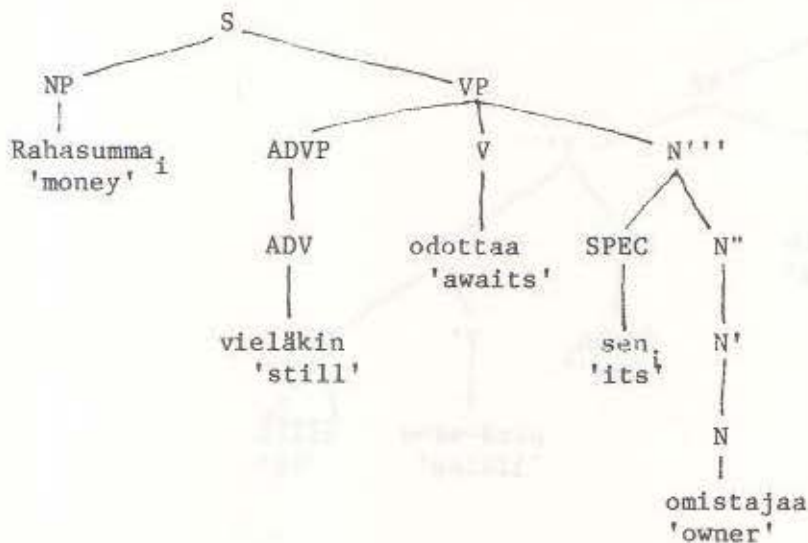 S
NP VP
Rahasumma i ADVP V N'''
'money'
ADV odottaa SPEC N"
'awaits'
vieläkin sen i N'
'still' 'its'
N
omistajaa
'owner'